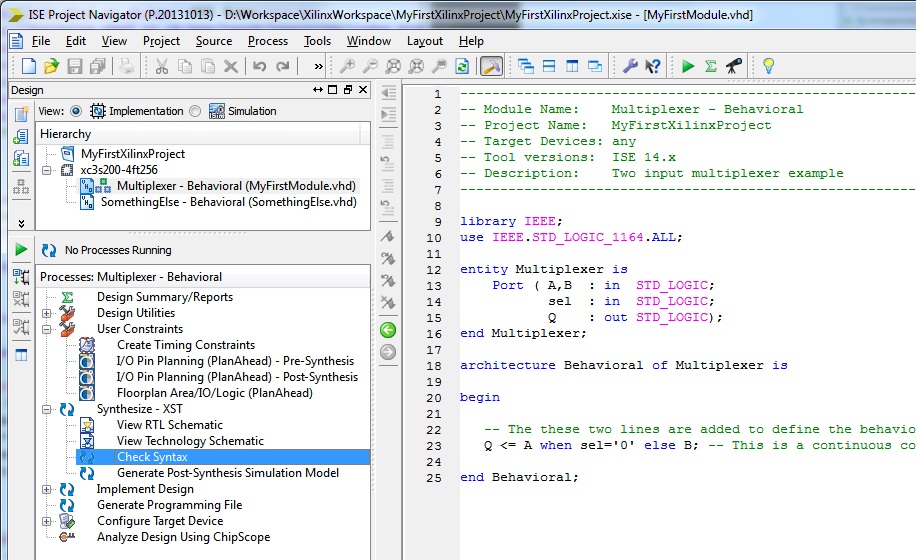 ISE Project Navigator (P.20131013) - D:\Workspace\XilinxWorkspace\MyFirstXilinxProject\MyFirstXilinxProject.xise - [MyFirstModule.vhd]
File Edit View Project Source Process Tools Window Layout Help
Design
View: Implementation Simulation
Hierarchy
MyFirstXilinxProject
xc3s200-4ft256
Multiplexer - Behavioral (MyFirstModule.vhd)
SomethingElse - Behavioral (SomethingElse.vhd)
No Processes Running
Processes: Multiplexer - Behavioral
Design Summary/Reports
Design Utilities
User Constraints
Create Timing Constraints
I/O Pin Planning (PlanAhead) - Pre-Synthesis
I/O Pin Planning (PlanAhead) - Post-Synthesis
Floorplan Area/IO/Logic (PlanAhead)
Synthesize - XST
View RTL Schematic
View Technology Schematic
Check Syntax
Generate Post-Synthesis Simulation Model
Implement Design
Generate Programming File
Configure Target Device
Analyze Design Using ChipScope
1 ----------------------------------------------------------
2 -- Module Name:    Multiplexer - Behavioral
3 -- Project Name:   MyFirstXilinxProject
4 -- Target Devices: any
5 -- Tool versions:  ISE 14.x
6 -- Description:    Two input multiplexer example
7 ----------------------------------------------------------
8
9 library IEEE;
10 use IEEE.STD_LOGIC_1164.ALL;
11
12 entity Multiplexer is
13     Port ( A,B  : in  STD_LOGIC;
14            sel  : in  STD_LOGIC;
15            Q    : out STD_LOGIC);
16 end Multiplexer;
17
18 architecture Behavioral of Multiplexer is
19
20 begin
21
22    -- The these two lines are added to define the behavio
23    Q <= A when sel='0' else B; -- This is a continuous co
24
25 end Behavioral;